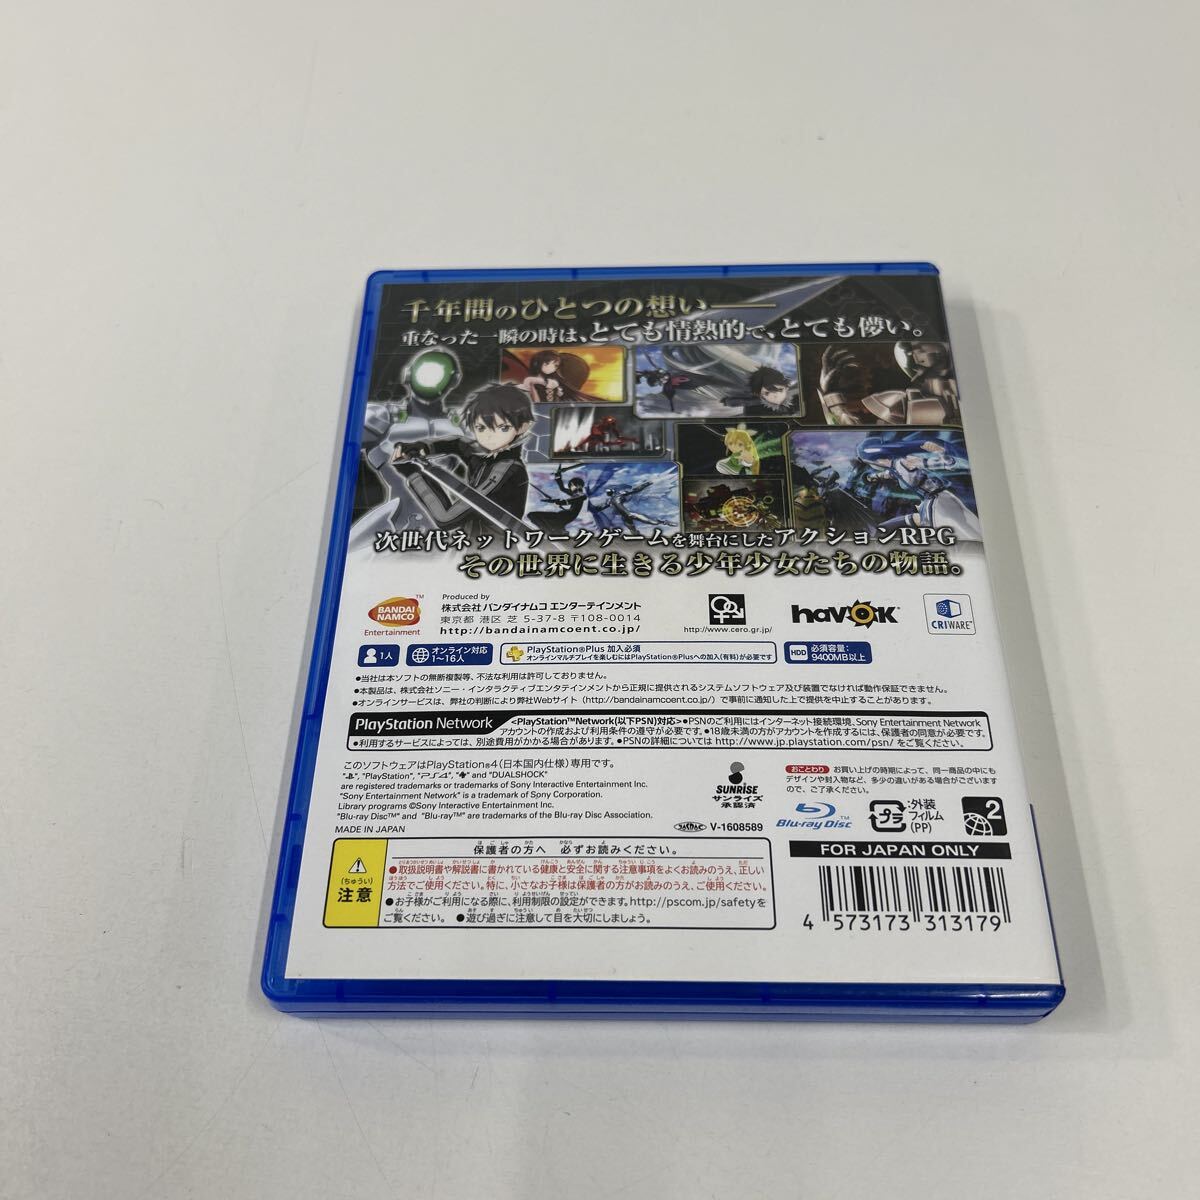 千年間のひとつの想い――
重なった一瞬の時は、とても情熱的で、とても儚い。
次世代ネットワークゲームを舞台にしたアクションRPG
その世界に生きる少年少女たちの物語。
BANDAI NAMCO Entertainment
Produced by
株式会社 バンダイナムコ エンターテインメント
東京都 港区 芝 5-37-8 〒108-0014
http://bandainamcoent.co.jp/
http://www.cero.gr.jp/
havok
CRIWARE
1人
オンライン対応 1~16人
PlayStation®Plus 加入必須
オンラインマルチプレイを楽しむにはPlayStation®Plusへの加入(有料)が必要です
HDD 必須容量: 9400MB以上
●当社は本ソフトの無断複製等、不法な利用は許可しておりません。
●本製品は、株式会社ソニー・インタラクティブエンタテインメントから正規に提供されるシステムソフトウェア及び装置でなければ動作保証できません。
●オンラインサービスは、弊社の判断により弊社Webサイト(http://bandainamcoent.co.jp/)で事前に通知した上で提供を中止することがあります。
PlayStation Network
<PlayStation™Network(以下PSN)対応>●PSNのご利用にはインターネット接続環境、Sony Entertainment Network
アカウントの作成および利用条件の遵守が必要です。●18歳未満の方がアカウントを作成するには、保護者の同意が必要です。
●利用するサービスによっては、別途費用がかかる場合があります。●PSNの詳細については http://www.jp.playstation.com/psn/ をご覧ください。
このソフトウェアはPlayStation®4(日本国内仕様)専用です。
"PlayStation", "PS4", and "DUALSHOCK"
are registered trademarks or trademarks of Sony Interactive Entertainment Inc.
"Sony Entertainment Network" is a trademark of Sony Corporation.
Library programs ©Sony Interactive Entertainment Inc.
"Blu-ray Disc™" and "Blu-ray™" are trademarks of the Blu-ray Disc Association.
MADE IN JAPAN
SUNRISE
サンライズ
承認済
JASRAC V-1608589
おことわり お買い上げの時期によって、同一商品の中にも
デザインや封入物など、多少の違いがある場合がございます
ので、ご了承ください。
Blu-ray Disc™
プラ
:外装
フィルム
(PP)
2
FOR JAPAN ONLY
(ちゅうい)
注意
保護者の方へ 必ずお読みください。
●取扱説明書や解説書に書かれている健康と安全に関する注意事項をよくお読みのうえ、正しい
方法でご使用ください。特に、小さなお子様は保護者の方がお読みのうえ、ご使用ください。
●お子様がご利用になる際に、利用制限の設定ができます。http://pscom.jp/safetyを
ご覧ください。 ●遊び過ぎに注意して目を大切にしましょう。
4 573173 313179